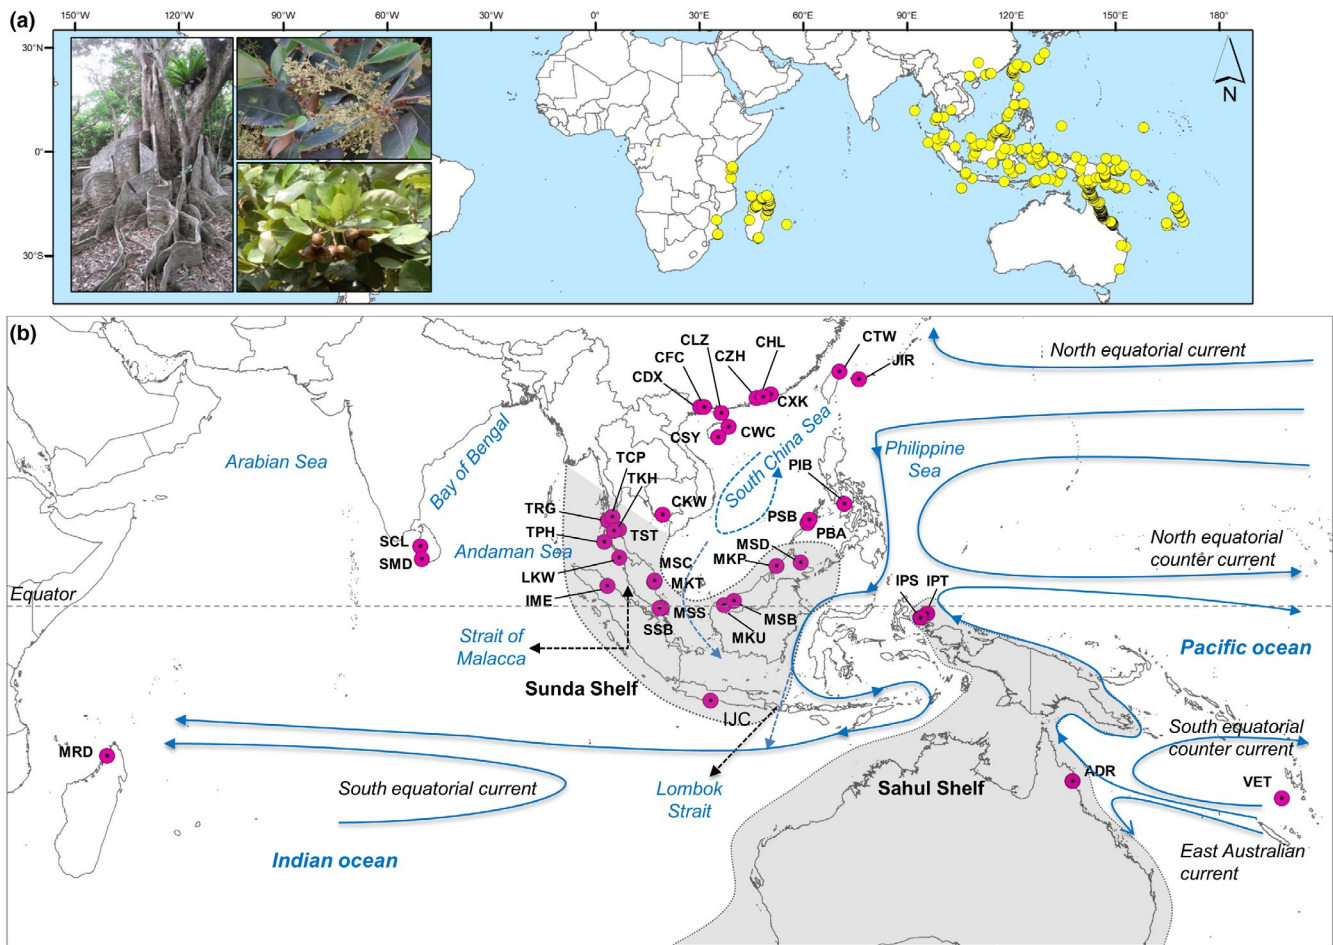 (a)
150°W 120°W 90°W 60°W 30°W 0° 30°E 60°E 90°E 120°E 150°E 180°
30°N
0°
30°S
N
(b)
CTW
CLZ
CHL
CZH
CFC
JIR
North equatorial current
CDX
CXK
CSY
CWC
South China Sea
Arabian Sea
Bay of Bengal
Philippine
Sea
TCP
TKH
PIB
TRG
CKW
TPH
TST
PSB
PBA
SCL
Andaman Sea
MSD
SMD
MSC
MKP
North equatorial
counter current
LKW
MKT
IPS IPT
Equator
IME
MSS
MSB
SSB
MKU
Strait of
Malacca
Pacific ocean
Sunda Shelf
IJC
South equatorial
counter current
MRD
ADR
VET
South equatorial current
Lombok
Strait
Sahul Shelf
Indian ocean
East Australian
current